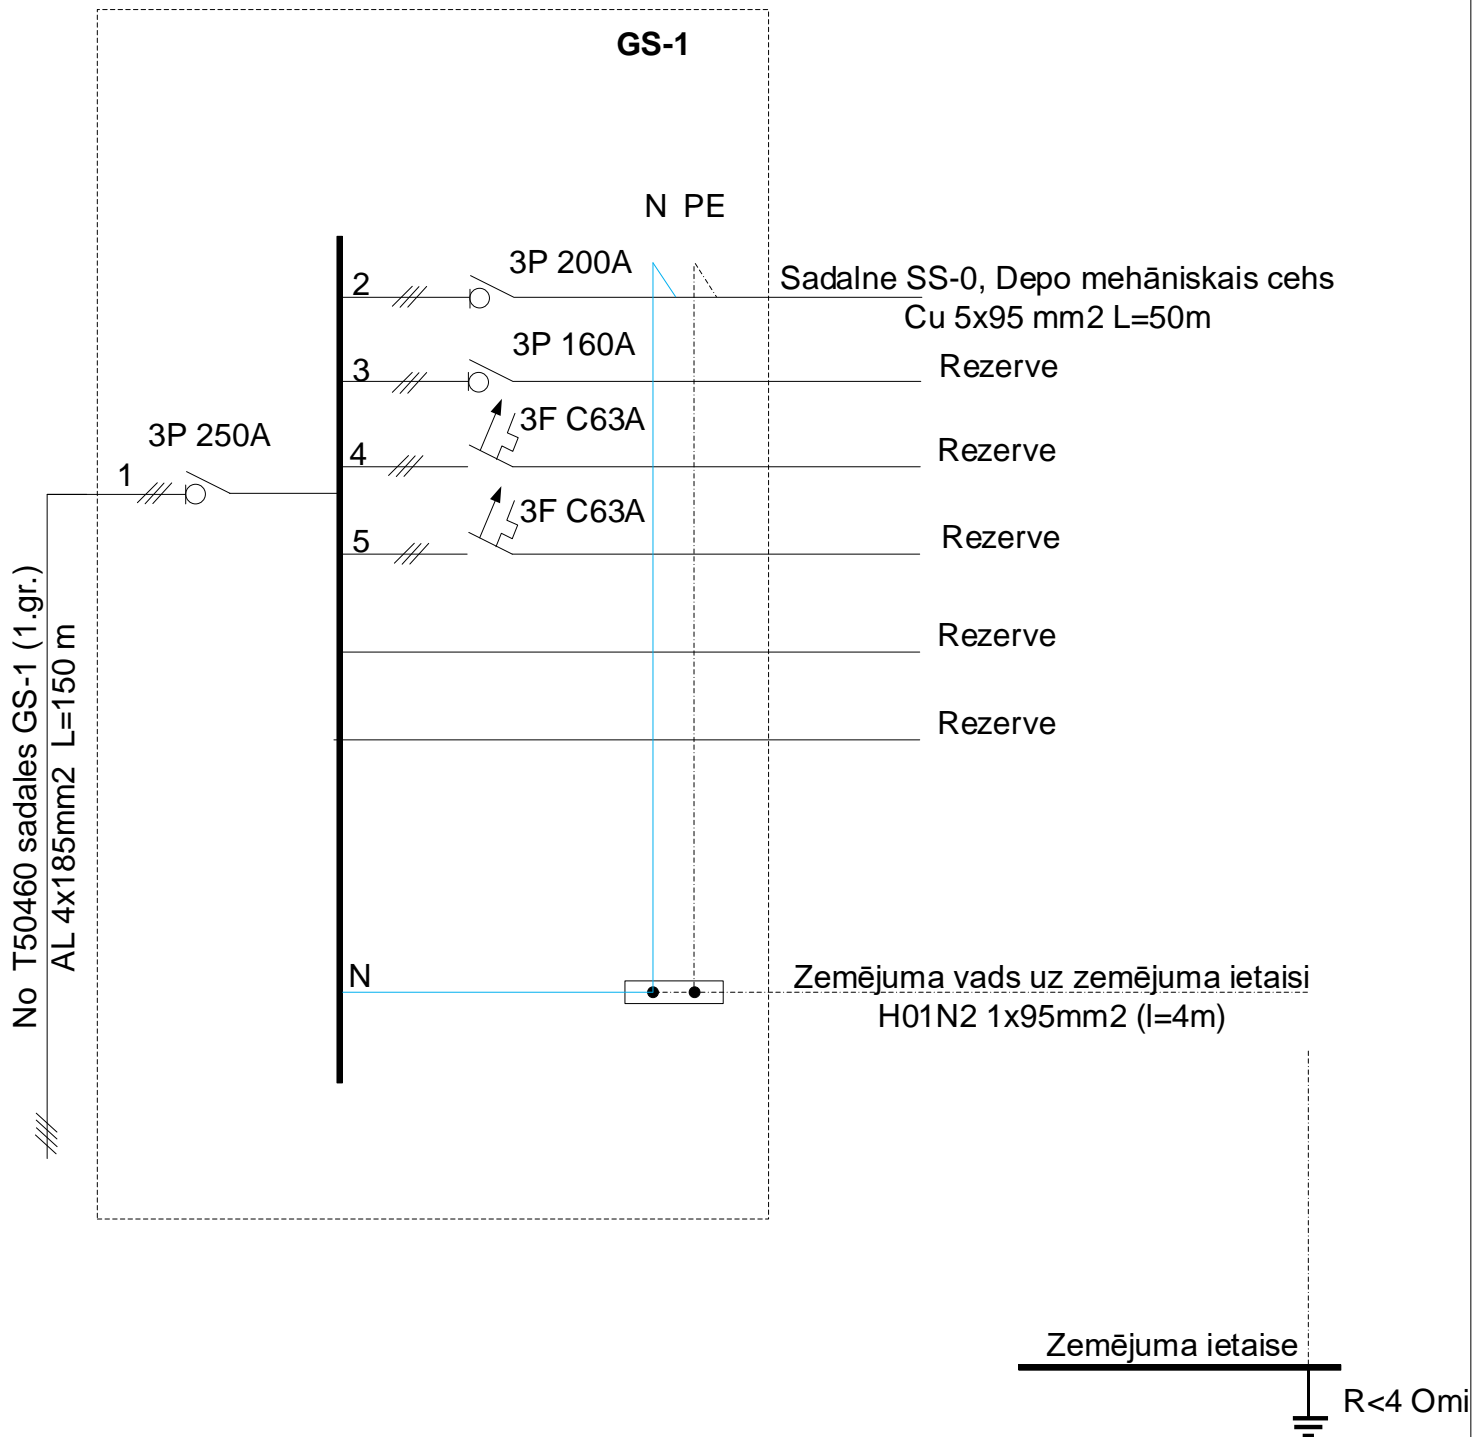 GS-1
N PE
2
3P 200A
Sadalne SS-0, Depo mehāniskais cehs
Cu 5x95 mm2 L=50m
3
3P 160A
Rezerve
3P 250A
1
4
3F C63A
Rezerve
5
3F C63A
Rezerve
Rezerve
Rezerve
No T50460 sadales GS-1 (1.gr.)
AL 4x185mm2 L=150 m
N
Zemējuma vads uz zemējuma ietaisi
H01N2 1x95mm2 (l=4m)
Zemējuma ietaise
R<4 Omi